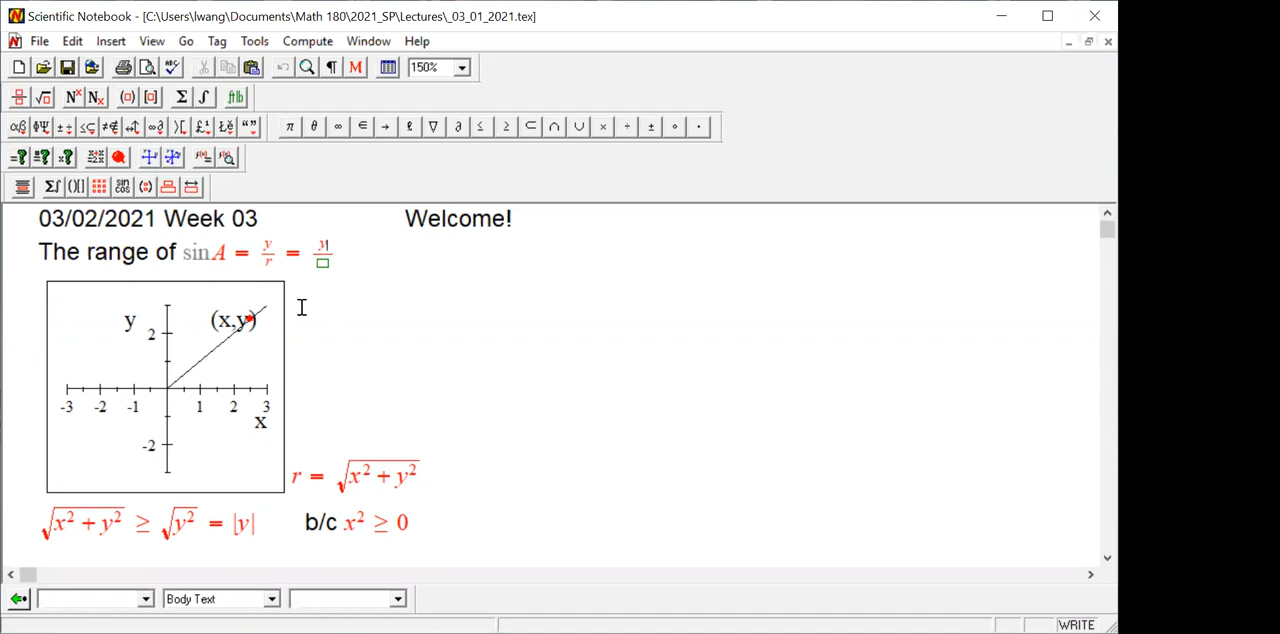 Scientific Notebook - [C:\Users\lwang\Documents\Math 180\2021_SP\Lectures\_03_01_2021.tex]
File Edit Insert View Go Tag Tools Compute Window Help
150%
π θ ∞ ∈ → ℓ ∇ ∂ ≤ ≥ ⊂ ∩ ∪ × ÷ ± ∘ ·
03/02/2021 Week 03 Welcome!
The range of sin A = y/r = y/□
y (x,y)
2
-3 -2 -1 1 2 3
x
-2
r = √(x² + y²)
√(x² + y²) ≥ √(y²) = |y| b/c x² ≥ 0
Body Text
WRITE